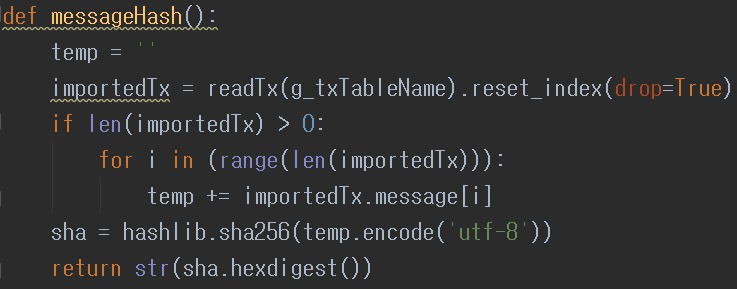 def messageHash():
    temp = ''
    importedTx = readTx(g_txTableName).reset_index(drop=True)
    if len(importedTx) > 0:
        for i in (range(len(importedTx))):
            temp += importedTx.message[i]
    sha = hashlib.sha256(temp.encode('utf-8'))
    return str(sha.hexdigest())